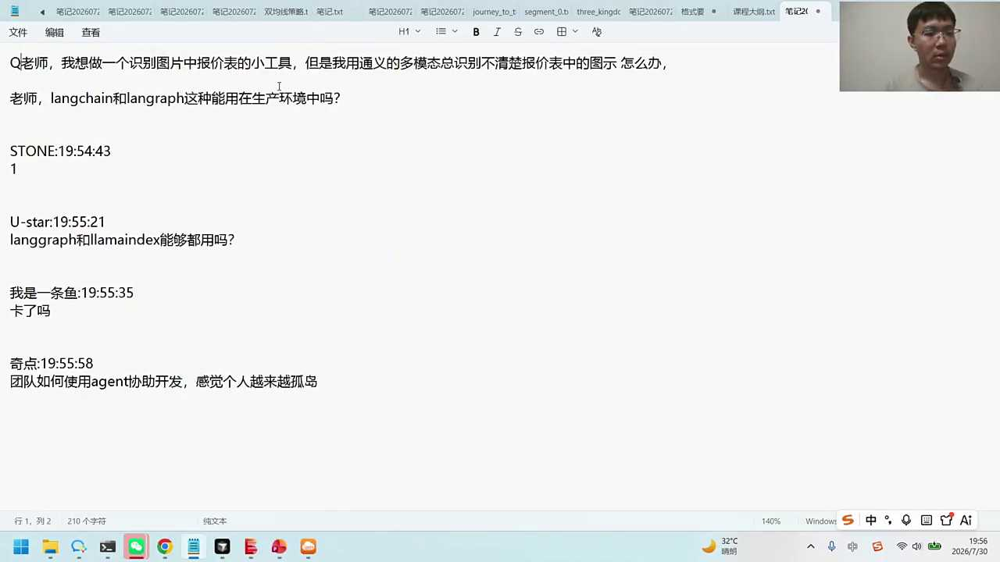 笔记202607
笔记202607
笔记202607
笔记202607
双均线策略.t
笔记.txt
笔记202607
笔记202607
journey_to_t
segment_0.t
three_kingdo
笔记202607
格式要
课程大纲.txt
笔记20
文件 编辑 查看 H1 B I S
Q老师，我想做一个识别图片中报价表的小工具，但是我用通义的多模态总识别不清楚报价表中的图示 怎么办，
老师，langchain和langraph这种能用在生产环境中吗？
STONE:19:54:43
1
U-star:19:55:21
langgraph和llamaindex能够都用吗？
我是一条鱼:19:55:35
卡了吗
奇点:19:55:58
团队如何使用agent协助开发，感觉个人越来越孤岛
行 1，列 2 210 个字符 纯文本 140% Windows
中
32°C
晴朗
19:56
2026/7/30